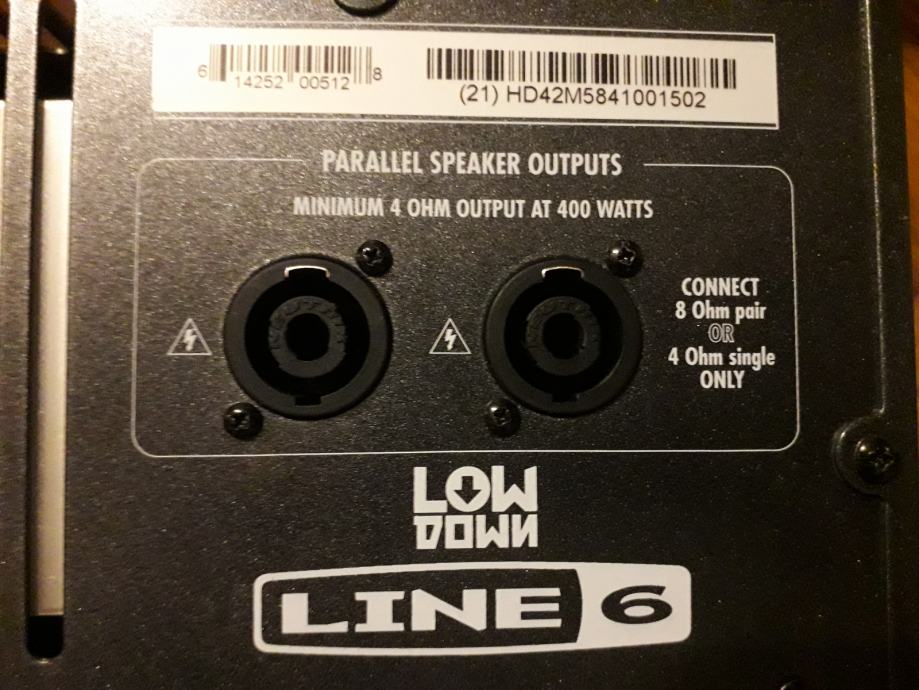 6 14252 00512 8
(21) HD42M5841001502
PARALLEL SPEAKER OUTPUTS
MINIMUM 4 OHM OUTPUT AT 400 WATTS
CONNECT
8 Ohm pair
OR
4 Ohm single
ONLY
LOW
DOWN
LINE 6